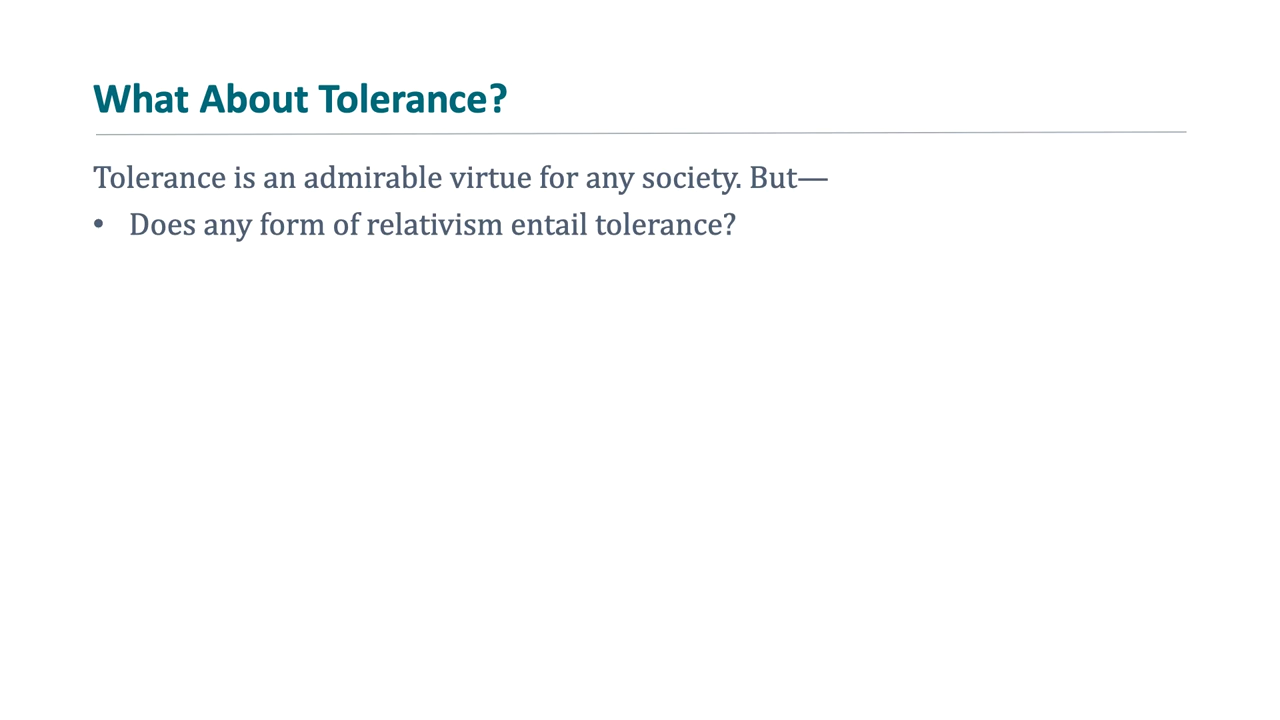 What About Tolerance?
Tolerance is an admirable virtue for any society. But—
• Does any form of relativism entail tolerance?